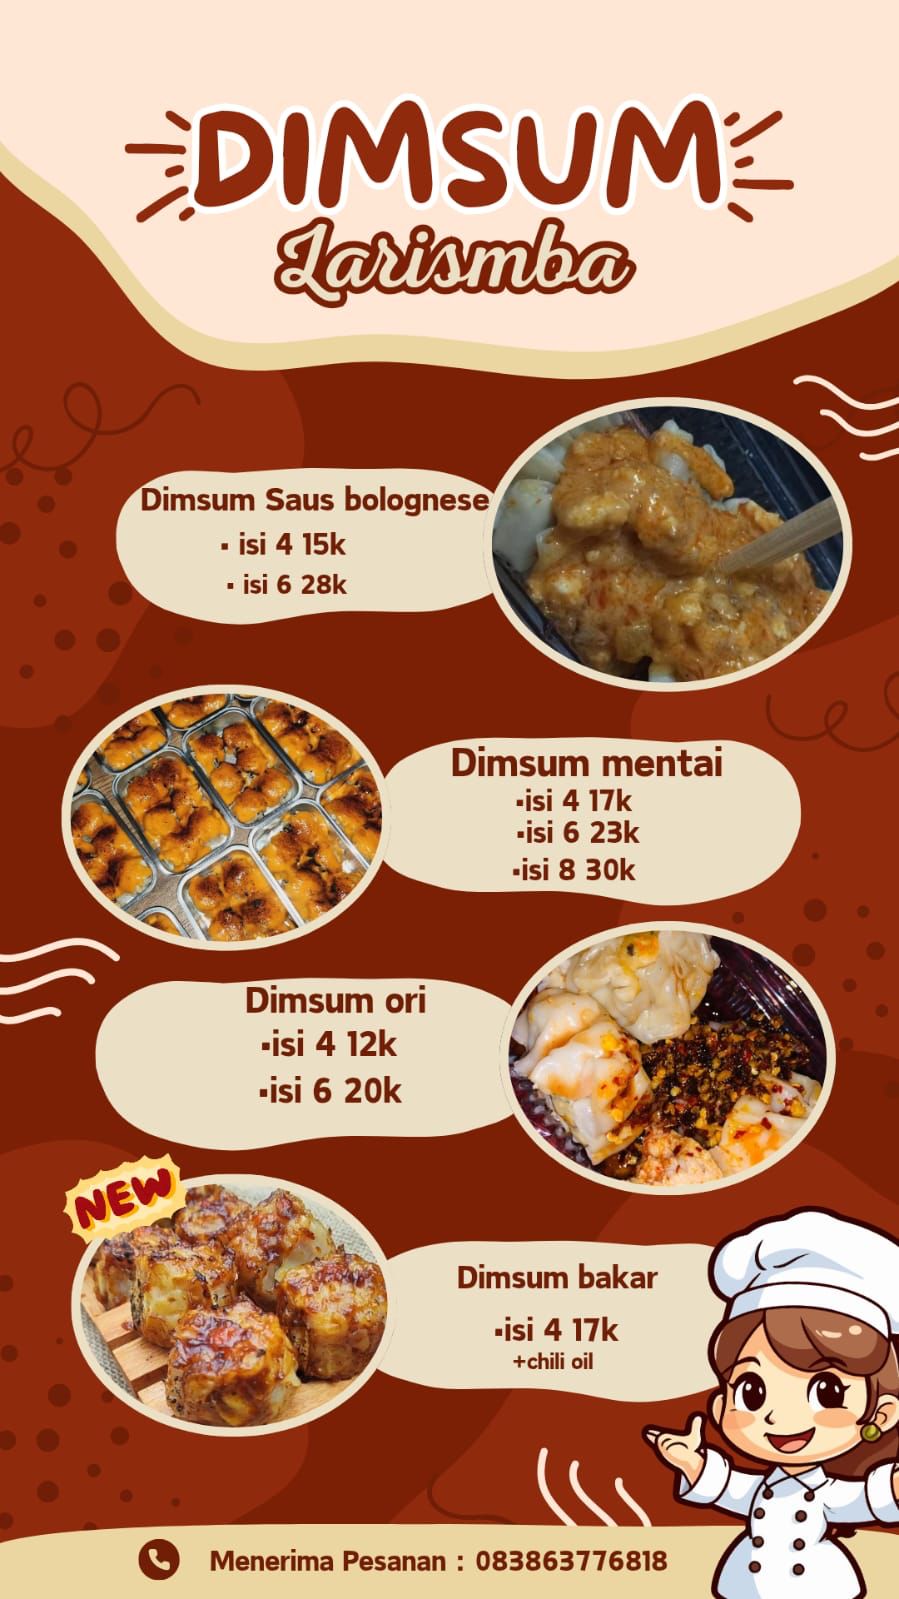 DIMSUM
Larismba
Dimsum Saus bolognese
▪ isi 4 15k
▪ isi 6 28k
Dimsum mentai
▪isi 4 17k
▪isi 6 23k
▪isi 8 30k
Dimsum ori
▪isi 4 12k
▪isi 6 20k
NEW
Dimsum bakar
▪isi 4 17k
+chili oil
Menerima Pesanan : 083863776818